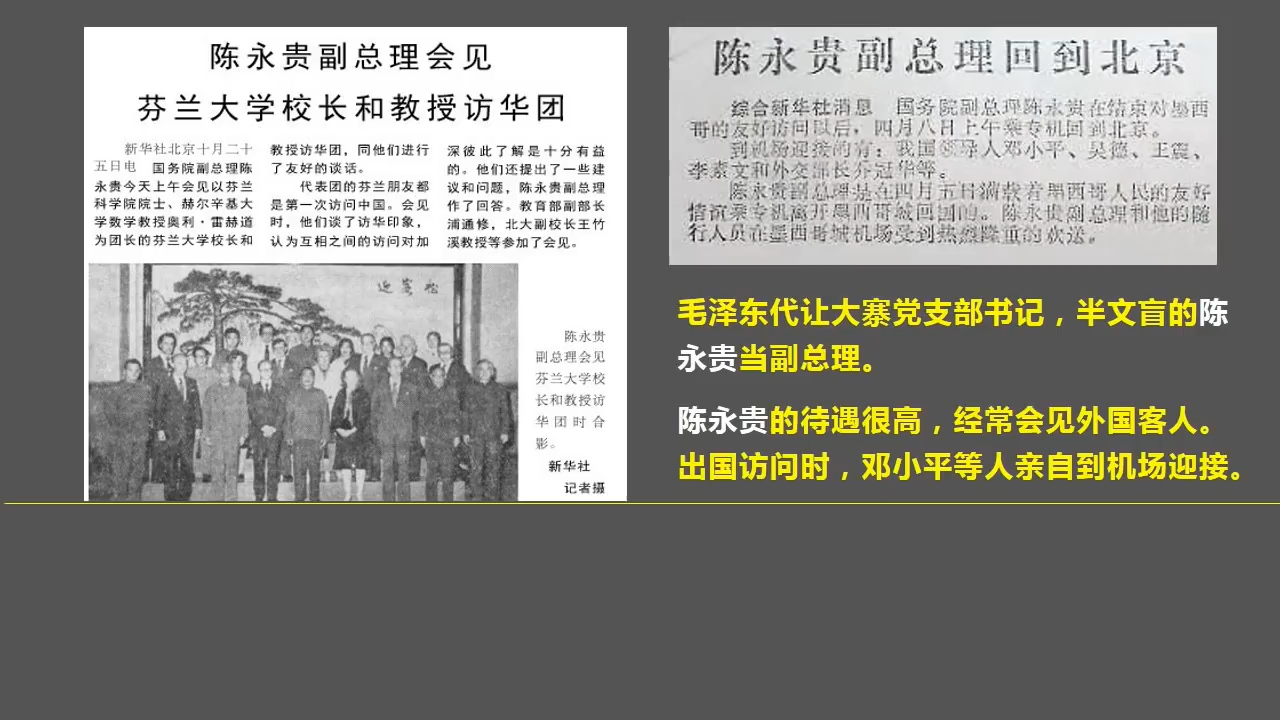 陈永贵副总理会见
芬兰大学校长和教授访华团
新华社北京十月二十
五日电 国务院副总理陈
永贵今天上午会见以芬兰
科学院院士、赫尔辛基大
学数学教授奥利·雷赫道
为团长的芬兰大学校长和
教授访华团，同他们进行
了友好的谈话。
代表团的芬兰朋友都
是第一次访问中国。会见
时，他们谈了访华印象，
认为互相之间的访问对加
深彼此了解是十分有益
的。他们还提出了一些建
议和问题，陈永贵副总理
作了回答。教育部副部长
浦通修，北大副校长王竹
溪教授等参加了会见。
迎客松
陈永贵
副总理会见
芬兰大学校
长和教授访
华团时合
影。
新华社
记者摄
陈永贵副总理回到北京
综合新华社消息 国务院副总理陈永贵在结束对墨西
哥的友好访问以后，四月八日上午乘专机回到北京。
到机场迎接的有：我国领导人邓小平、吴德、王震、
李素文和外交部长乔冠华等。
陈永贵副总理是在四月五日满载着墨西哥人民的友好
情谊乘专机离开墨西哥城回国的。陈永贵副总理和他的随
行人员在墨西哥城机场受到热烈隆重的欢送。
毛泽东代让大寨党支部书记，半文盲的陈
永贵当副总理。
陈永贵的待遇很高，经常会见外国客人。
出国访问时，邓小平等人亲自到机场迎接。